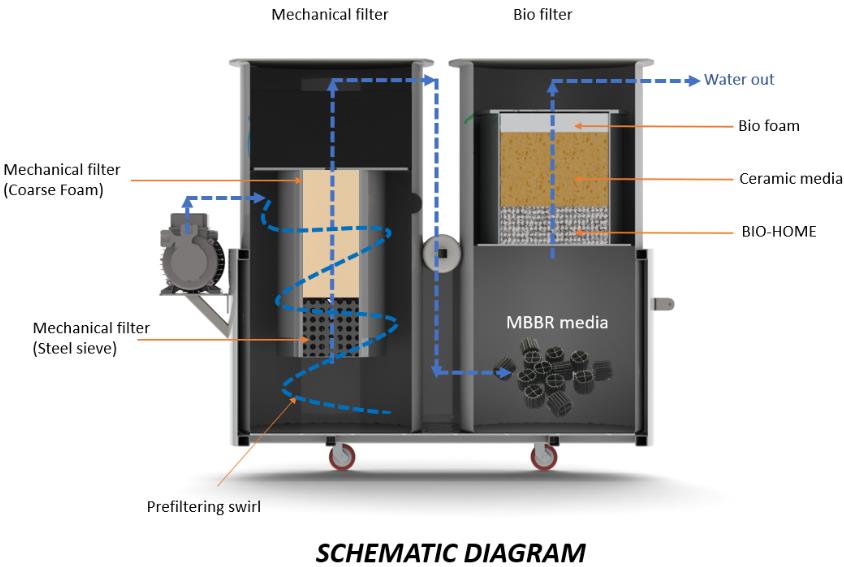 Mechanical filter
Bio filter
Water out
Bio foam
Mechanical filter
(Coarse Foam)
Ceramic media
BIO-HOME
MBBR media
Mechanical filter
(Steel sieve)
Prefiltering swirl
SCHEMATIC DIAGRAM